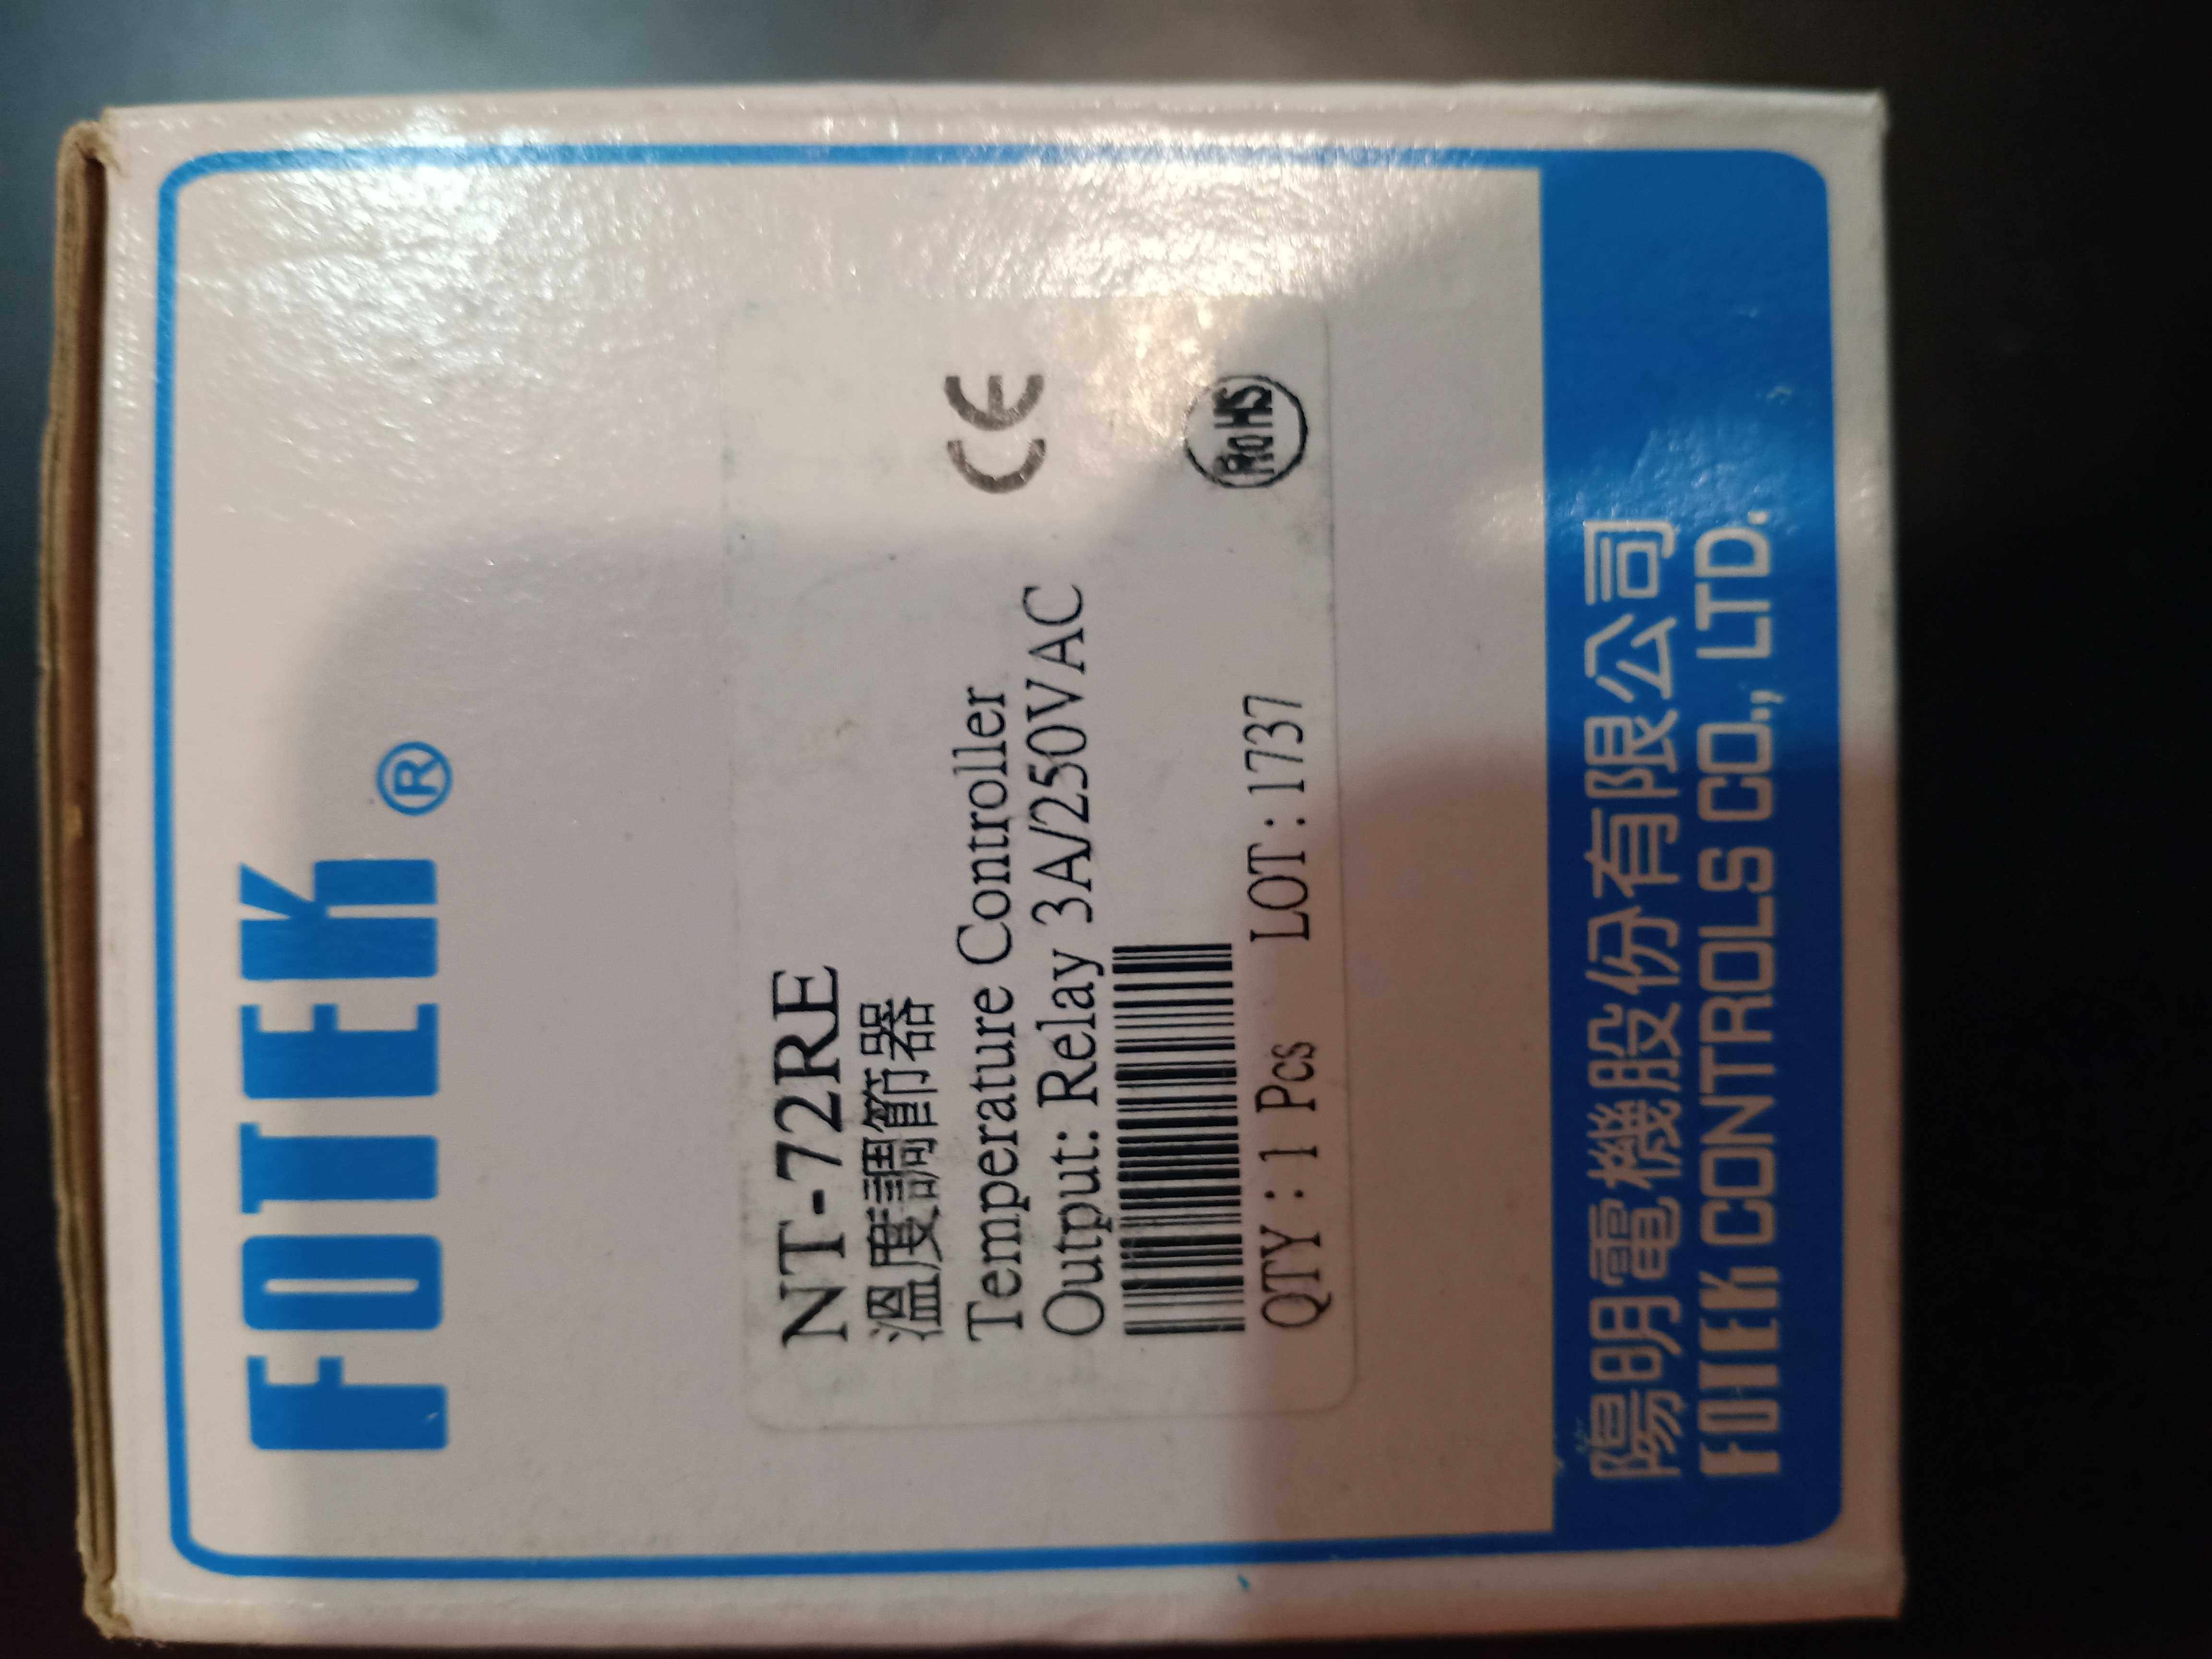 FOTEK ®
NT-72RE
溫度調節器
Temperature Controller
Output: Relay 3A/250VAC
CE
QTY : 1 Pcs LOT : 1737
RoHS
陽明電機股份有限公司
FOTEK CONTROLS CO., LTD.